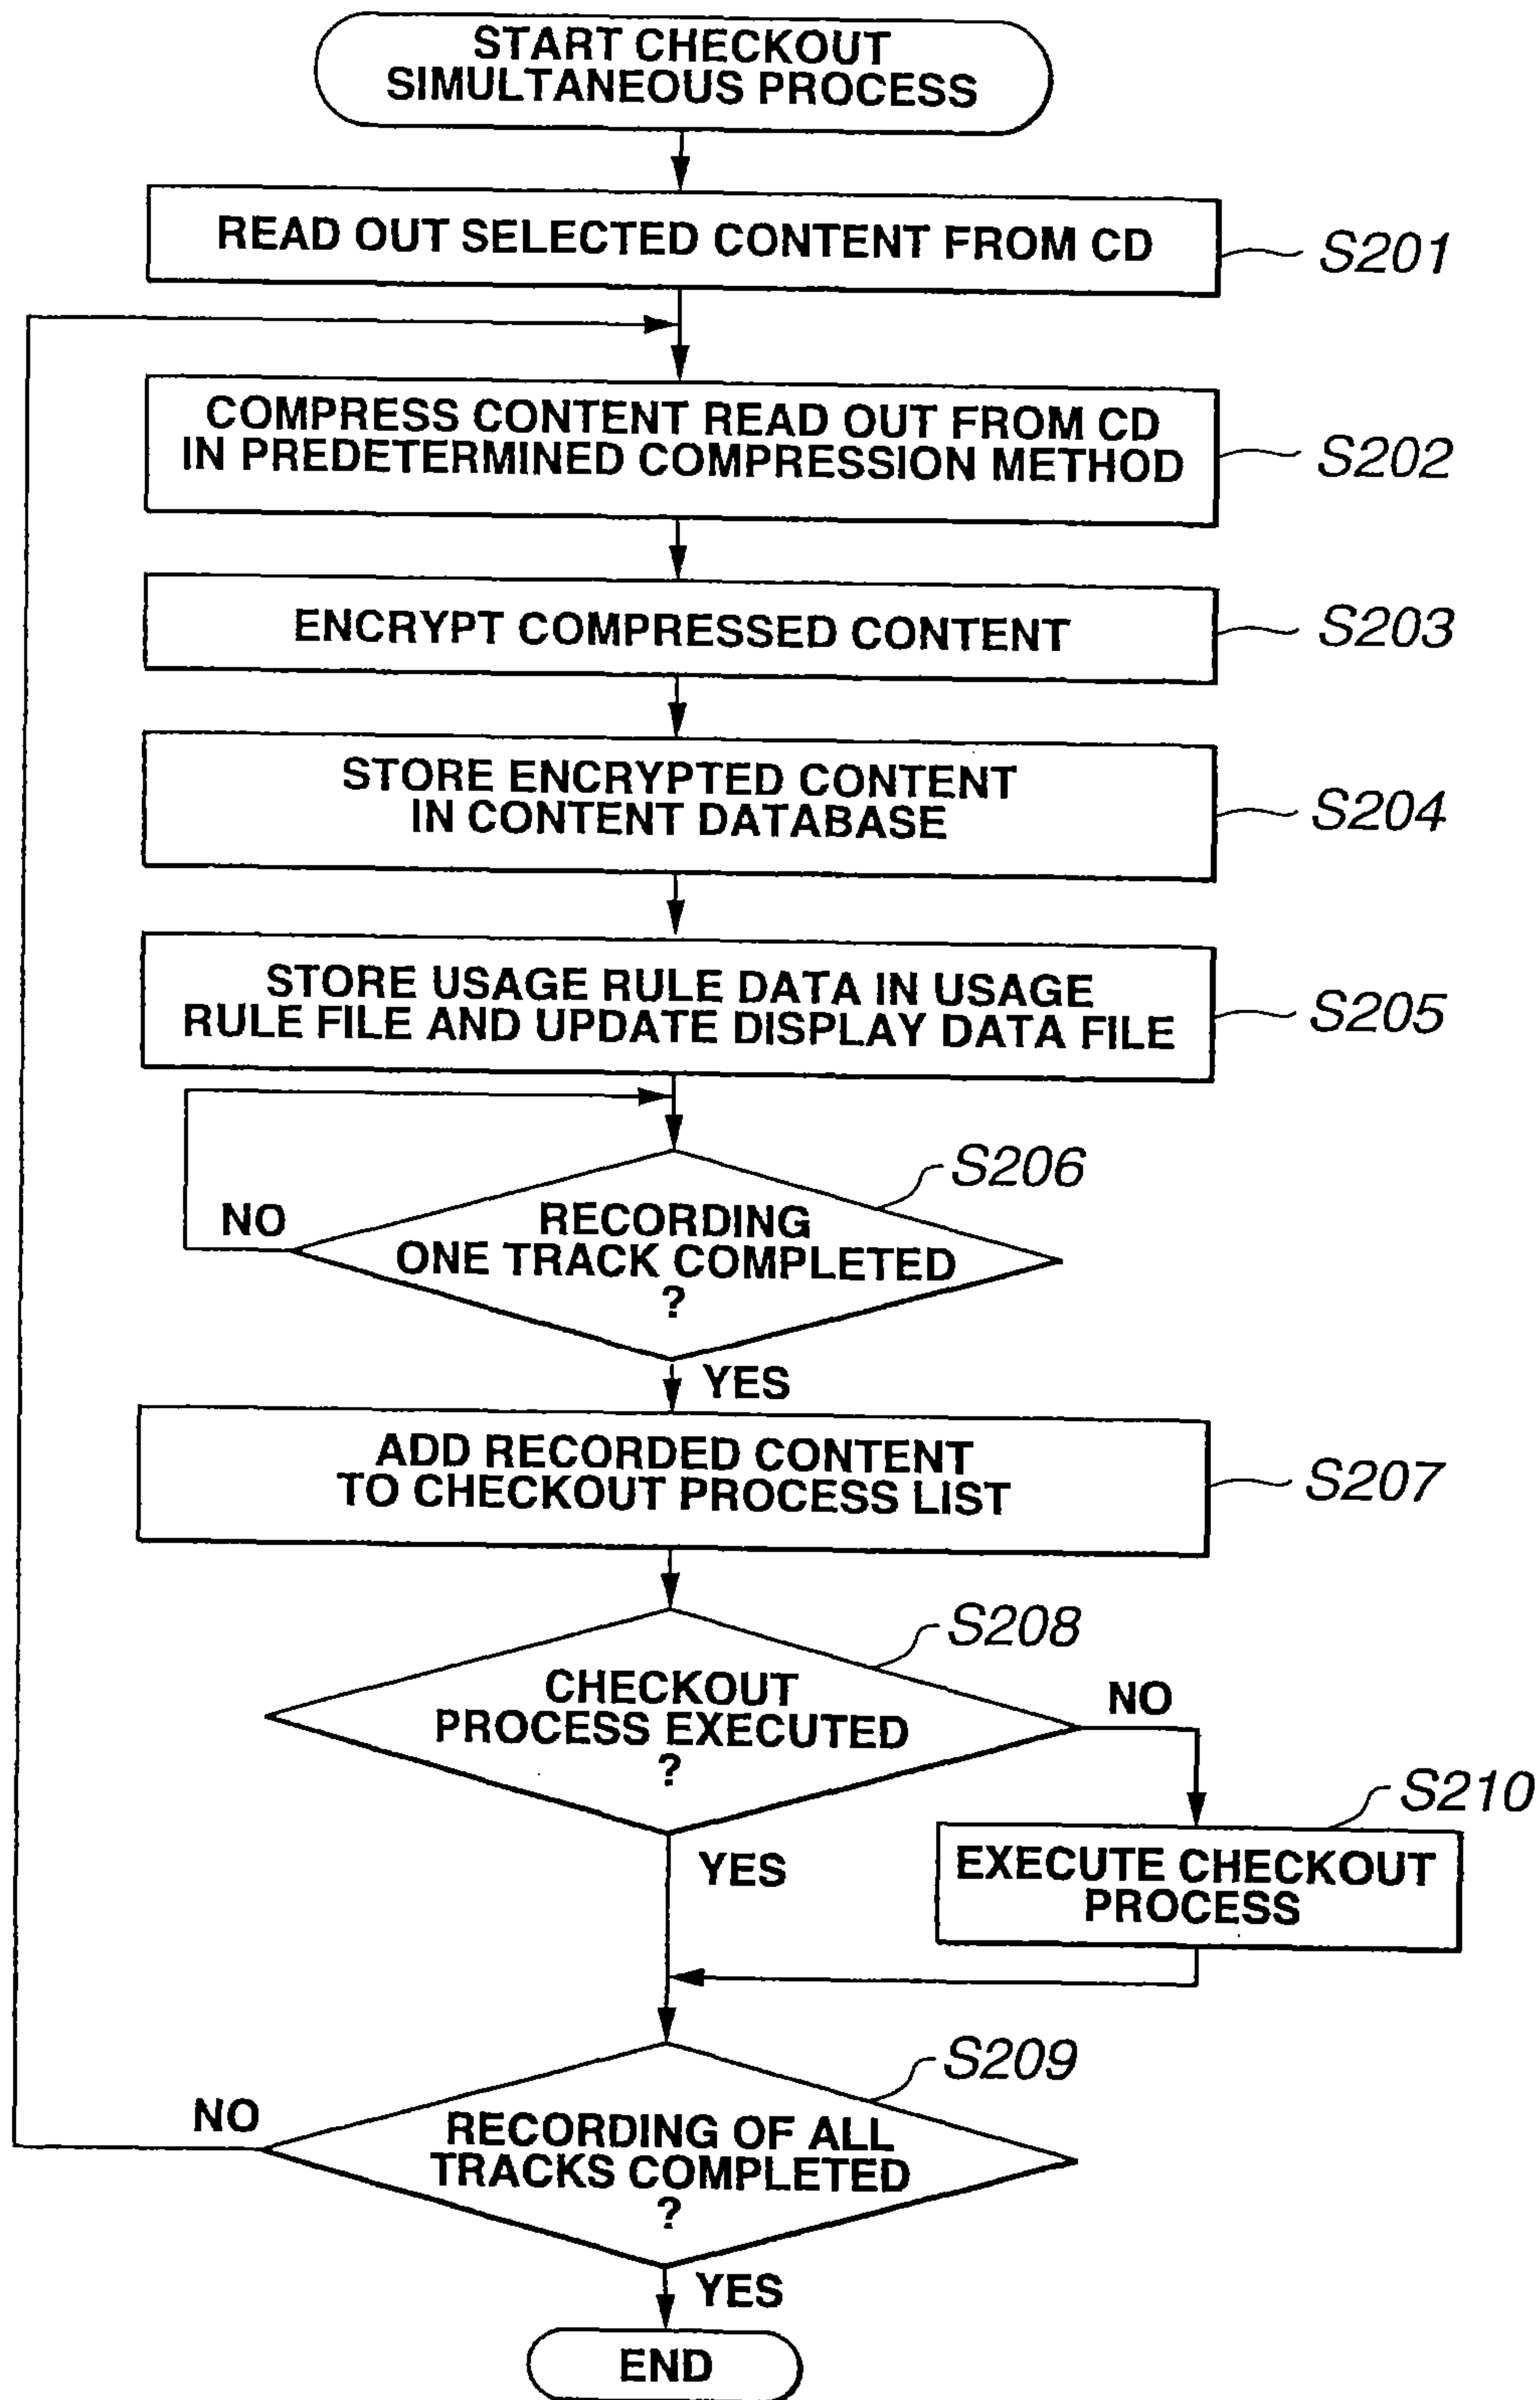 START CHECKOUT
SIMULTANEOUS PROCESS
READ OUT SELECTED CONTENT FROM CD
S201
COMPRESS CONTENT READ OUT FROM CD
IN PREDETERMINED COMPRESSION METHOD
S202
ENCRYPT COMPRESSED CONTENT
S203
STORE ENCRYPTED CONTENT
IN CONTENT DATABASE
S204
STORE USAGE RULE DATA IN USAGE
RULE FILE AND UPDATE DISPLAY DATA FILE
S205
S206
NO
RECORDING
ONE TRACK COMPLETED
?
YES
ADD RECORDED CONTENT
TO CHECKOUT PROCESS LIST
S207
S208
CHECKOUT
PROCESS EXECUTED
?
NO
S210
YES
EXECUTE CHECKOUT
PROCESS
S209
NO
RECORDING OF ALL
TRACKS COMPLETED
?
YES
END